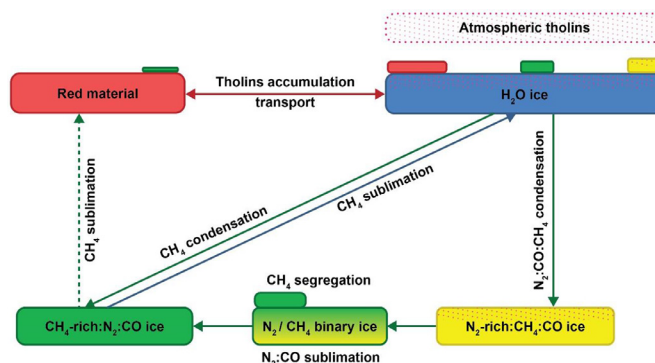 Atmospheric tholins
Red material
Tholins accumulation
transport
H₂O ice
CH₄ sublimation
CH₄ condensation
CH₄ sublimation
N₂:CO:CH₄ condensation
CH₄ segregation
CH₄-rich:N₂:CO ice
N₂ / CH₄ binary ice
N₂-rich:CH₄:CO ice
N₂:CO sublimation